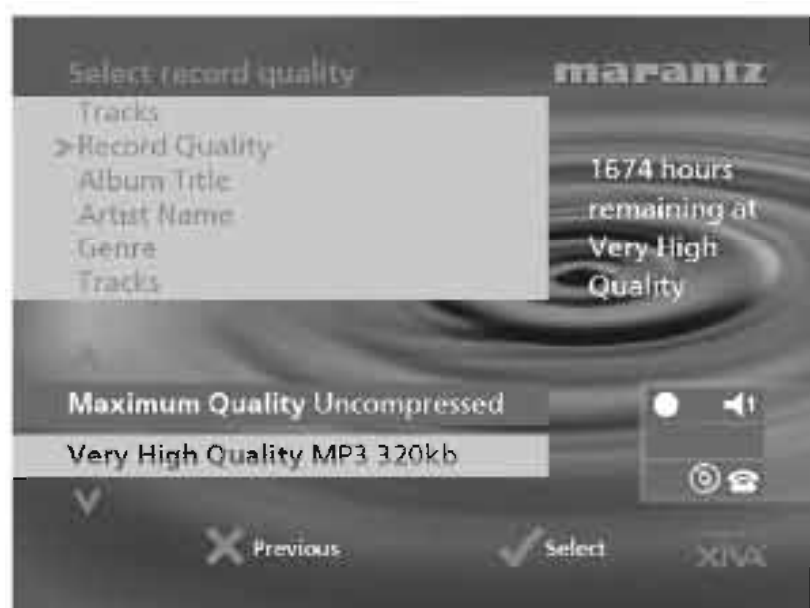 Select record quality
marantz
Tracks
>Record Quality
Album Title
Artist Name
Genre
Tracks
1674 hours
remaining at
Very High
Quality
Maximum Quality Uncompressed
Very High Quality MP3 320kb
1
Previous
Select
XIVA